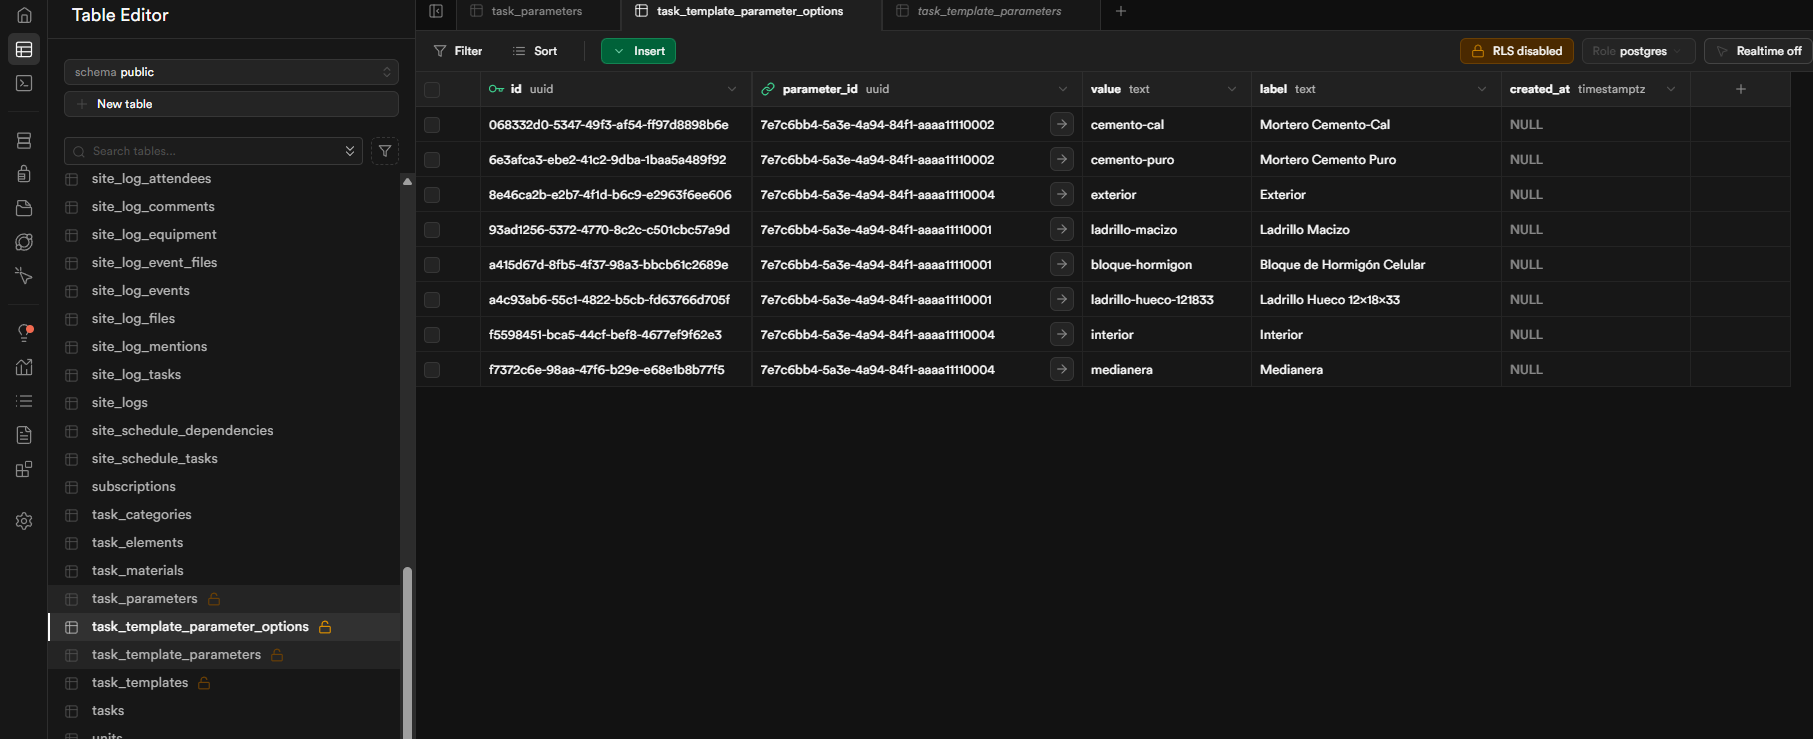 Table Editor
schema public
New table
Search tables...
site_log_attendees
site_log_comments
site_log_equipment
site_log_event_files
site_log_events
site_log_files
site_log_mentions
site_log_tasks
site_logs
site_schedule_dependencies
site_schedule_tasks
subscriptions
task_categories
task_elements
task_materials
task_parameters
task_template_parameter_options
task_template_parameters
task_templates
tasks
units
task_parameters task_template_parameter_options task_template_parameters
Filter Sort Insert RLS disabled Role postgres Realtime off
id uuid parameter_id uuid value text label text created_at timestamptz
068332d0-5347-49f3-af54-ff97d8898b6e 7e7c6bb4-5a3e-4a94-84f1-aaaa11110002 cemento-cal Mortero Cemento-Cal NULL
6e3afca3-ebe2-41c2-9dba-1baa5a489f92 7e7c6bb4-5a3e-4a94-84f1-aaaa11110002 cemento-puro Mortero Cemento Puro NULL
8e46ca2b-e2b7-4f1d-b6c9-e2963f6ee606 7e7c6bb4-5a3e-4a94-84f1-aaaa11110004 exterior Exterior NULL
93ad1256-5372-4770-8c2c-c501cbc57a9d 7e7c6bb4-5a3e-4a94-84f1-aaaa11110001 ladrillo-macizo Ladrillo Macizo NULL
a415d67d-8fb5-4f37-98a3-bbcb61c2689e 7e7c6bb4-5a3e-4a94-84f1-aaaa11110001 bloque-hormigon Bloque de Hormigón Celular NULL
a4c93ab6-55c1-4822-b5cb-fd63766d705f 7e7c6bb4-5a3e-4a94-84f1-aaaa11110001 ladrillo-hueco-121833 Ladrillo Hueco 12×18×33 NULL
f5598451-bca5-44cf-bef8-4677ef9f62e3 7e7c6bb4-5a3e-4a94-84f1-aaaa11110004 interior Interior NULL
f7372c6e-98aa-47f6-b29e-e68e1b8b77f5 7e7c6bb4-5a3e-4a94-84f1-aaaa11110004 medianera Medianera NULL